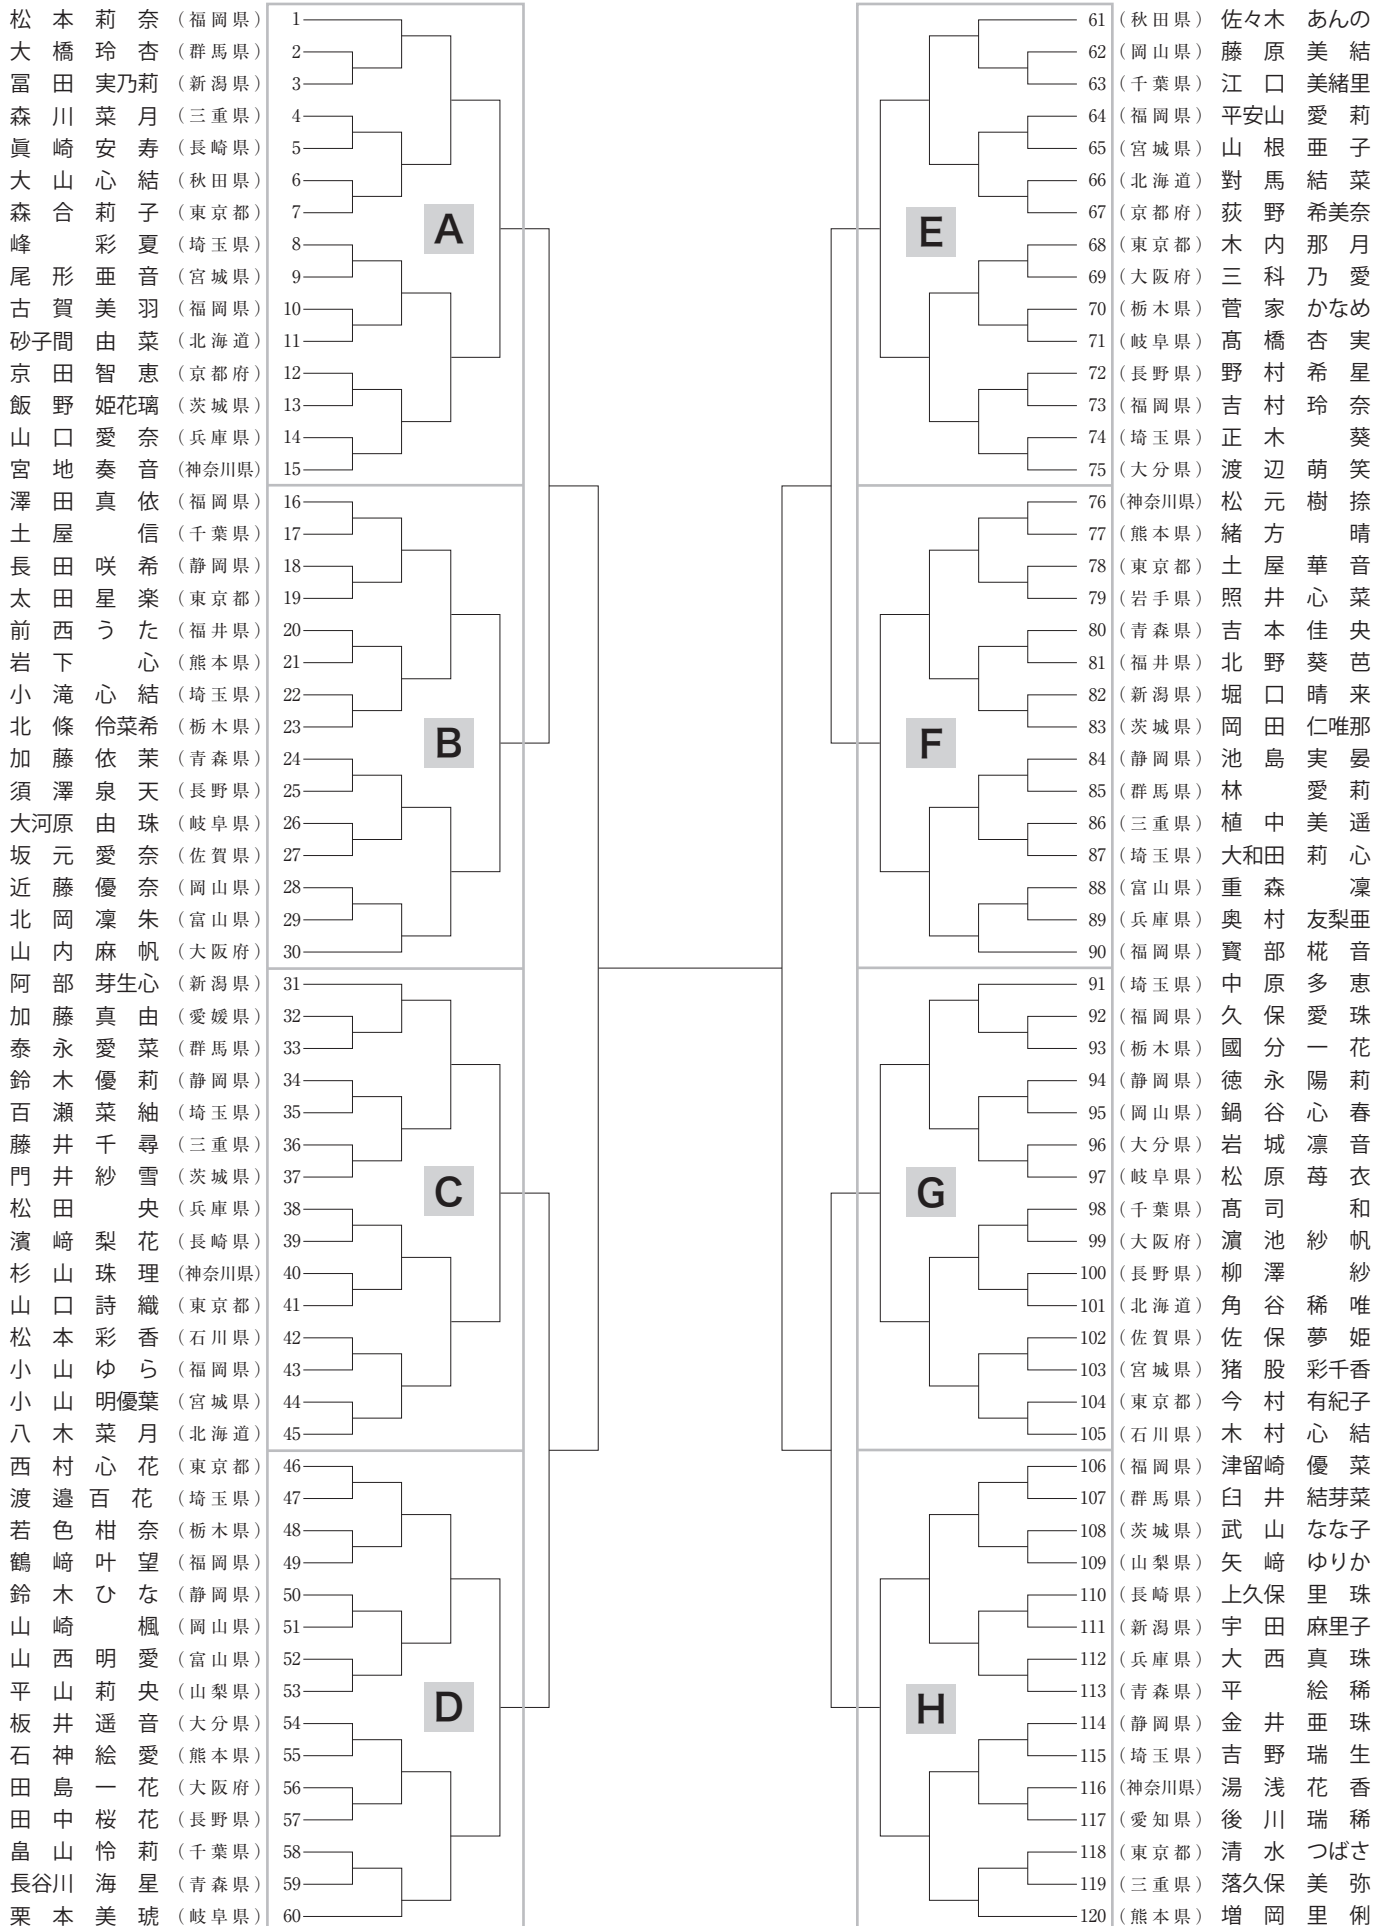 松本莉奈（福岡県）1
大橋玲杏（群馬県）2
冨田実乃莉（新潟県）3
森川菜月（三重県）4
眞崎安寿（長崎県）5
大山心結（秋田県）6
森合莉子（東京都）7
峰彩夏（埼玉県）8
尾形亜音（宮城県）9
古賀美羽（福岡県）10
砂子間由菜（北海道）11
京田智恵（京都府）12
飯野姫花璃（茨城県）13
山口愛奈（兵庫県）14
宮地奏音（神奈川県）15
A
澤田真依（福岡県）16
土屋信（千葉県）17
長田咲希（静岡県）18
太田星楽（東京都）19
前西うた（福井県）20
岩下心（熊本県）21
小滝心結（埼玉県）22
北條伶菜希（栃木県）23
加藤依茉（青森県）24
須澤泉天（長野県）25
大河原由珠（岐阜県）26
坂元愛奈（佐賀県）27
近藤優奈（岡山県）28
北岡凜朱（富山県）29
山内麻帆（大阪府）30
B
阿部芽生心（新潟県）31
加藤真由（愛媛県）32
泰永愛菜（群馬県）33
鈴木優莉（静岡県）34
百瀬菜紬（埼玉県）35
藤井千尋（三重県）36
門井紗雪（茨城県）37
松田央（兵庫県）38
濱﨑梨花（長崎県）39
杉山珠理（神奈川県）40
山口詩織（東京都）41
松本彩香（石川県）42
小山ゆら（福岡県）43
小山明優葉（宮城県）44
八木菜月（北海道）45
C
西村心花（東京都）46
渡邉百花（埼玉県）47
若色柑奈（栃木県）48
鶴﨑叶望（福岡県）49
鈴木ひな（静岡県）50
山崎楓（岡山県）51
山西明愛（富山県）52
平山莉央（山梨県）53
板井遥音（大分県）54
石神絵愛（熊本県）55
田島一花（大阪府）56
田中桜花（長野県）57
畠山怜莉（千葉県）58
長谷川海星（青森県）59
栗本美琥（岐阜県）60
D
61（秋田県）佐々木あんの
62（岡山県）藤原美結
63（千葉県）江口美緒里
64（福岡県）平安山愛莉
65（宮城県）山根亜子
66（北海道）對馬結菜
67（京都府）荻野希美奈
68（東京都）木内那月
69（大阪府）三科乃愛
70（栃木県）菅家かなめ
71（岐阜県）髙橋杏実
72（長野県）野村希星
73（福岡県）吉村玲奈
74（埼玉県）正木葵
75（大分県）渡辺萌笑
E
76（神奈川県）松元樹捺
77（熊本県）緒方晴
78（東京都）土屋華音
79（岩手県）照井心菜
80（青森県）吉本佳央
81（福井県）北野葵芭
82（新潟県）堀口晴来
83（茨城県）岡田仁唯那
84（静岡県）池島実晏
85（群馬県）林愛莉
86（三重県）植中美遥
87（埼玉県）大和田莉心
88（富山県）重森凜
89（兵庫県）奥村友梨亜
90（福岡県）寳部椛音
F
91（埼玉県）中原多恵
92（福岡県）久保愛珠
93（栃木県）國分一花
94（静岡県）徳永陽莉
95（岡山県）鍋谷心春
96（大分県）岩城凛音
97（岐阜県）松原苺衣
98（千葉県）髙司和
99（大阪府）濵池紗帆
100（長野県）柳澤紗
101（北海道）角谷稀唯
102（佐賀県）佐保夢姫
103（宮城県）猪股彩千香
104（東京都）今村有紀子
105（石川県）木村心結
G
106（福岡県）津留崎優菜
107（群馬県）臼井結芽菜
108（茨城県）武山なな子
109（山梨県）矢﨑ゆりか
110（長崎県）上久保里珠
111（新潟県）宇田麻里子
112（兵庫県）大西真珠
113（青森県）平絵稀
114（静岡県）金井亜珠
115（埼玉県）吉野瑞生
116（神奈川県）湯浅花香
117（愛知県）後川瑞稀
118（東京都）清水つばさ
119（三重県）落久保美弥
120（熊本県）増岡里俐
H